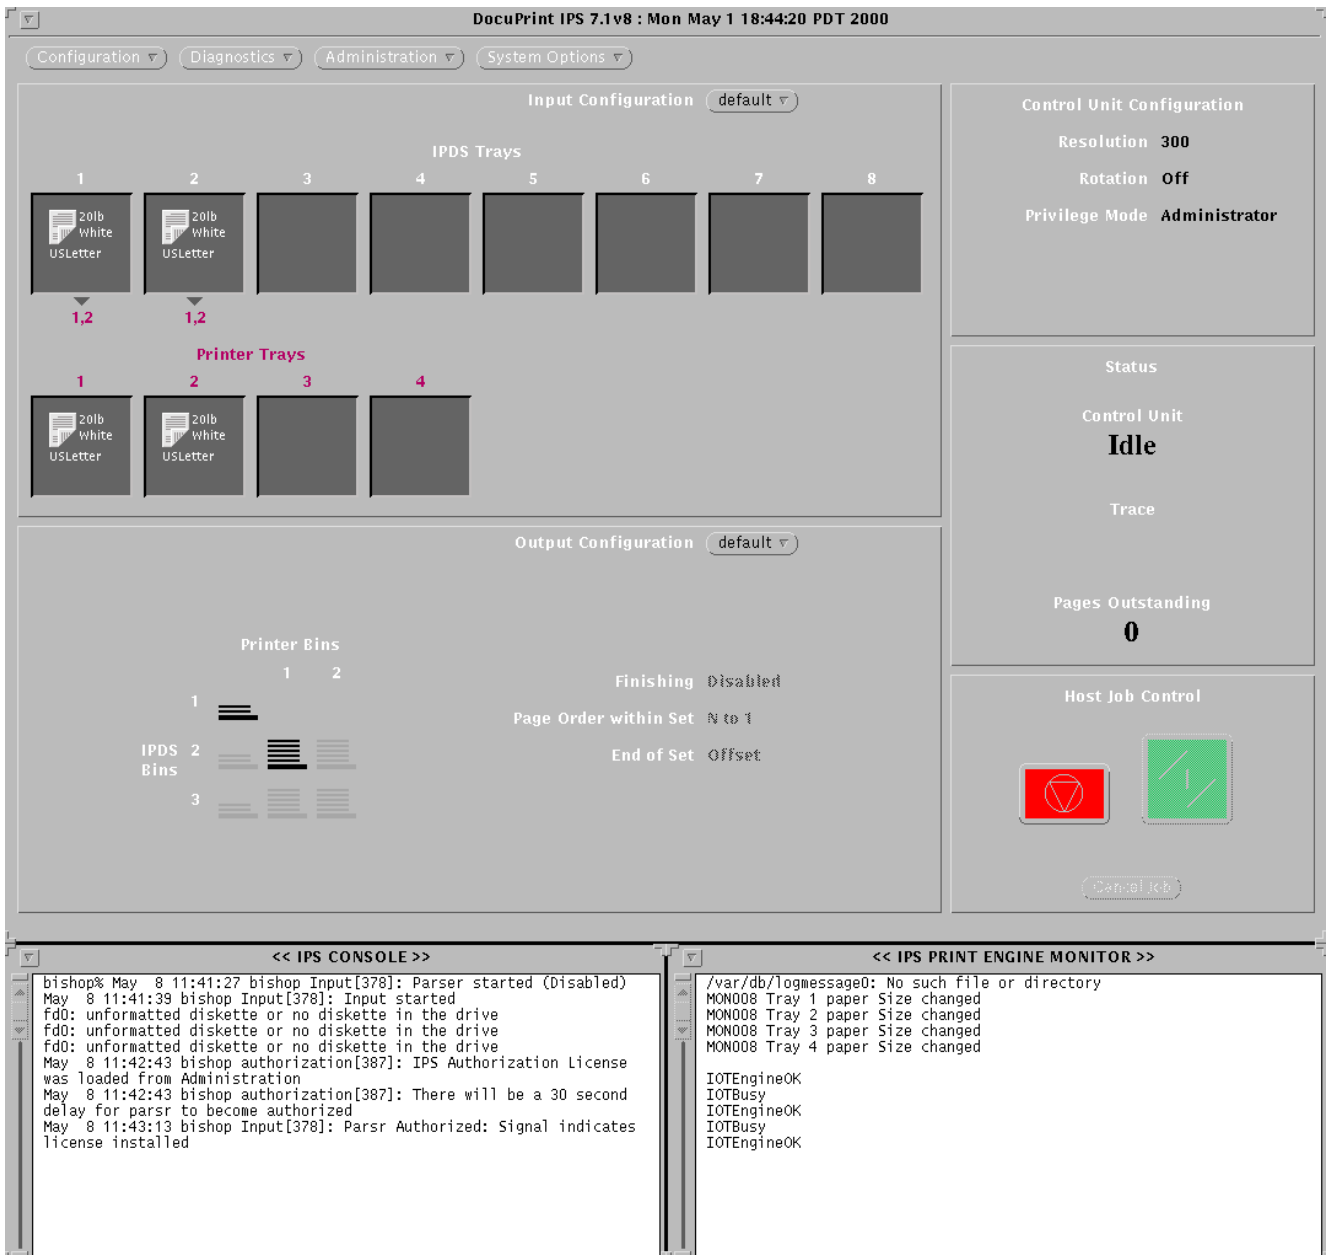 DocuPrint IPS 7.1v8 : Mon May 1 18:44:20 PDT 2000
Configuration Diagnostics Administration System Options
Input Configuration default
IPDS Trays
1 2 3 4 5 6 7 8
20lb 20lb
White White
USLetter USLetter
1,2 1,2
Printer Trays
1 2 3 4
20lb 20lb
White White
USLetter USLetter
Control Unit Configuration
Resolution 300
Rotation Off
Privilege Mode Administrator
Status
Control Unit
Idle
Trace
Pages Outstanding
0
Output Configuration default
Printer Bins
1 2
1
IPDS 2
Bins
3
Finishing Disabled
Page Order within Set N to 1
End of Set Offset
Host Job Control
Cancel Job
<< IPS CONSOLE >>
bishop% May  8 11:41:27 bishop Input[378]: Parser started (Disabled)
May  8 11:41:39 bishop Input[378]: Input started
fd0: unformatted diskette or no diskette in the drive
fd0: unformatted diskette or no diskette in the drive
fd0: unformatted diskette or no diskette in the drive
May  8 11:42:43 bishop authorization[387]: IPS Authorization License
was loaded from Administration
May  8 11:42:43 bishop authorization[387]: There will be a 30 second
delay for parsr to become authorized
May  8 11:43:13 bishop Input[378]: Parsr Authorized: Signal indicates
license installed
<< IPS PRINT ENGINE MONITOR >>
/var/db/logmessage0: No such file or directory
MON008 Tray 1 paper Size changed
MON008 Tray 2 paper Size changed
MON008 Tray 3 paper Size changed
MON008 Tray 4 paper Size changed
IOTEngineOK
IOTBusy
IOTEngineOK
IOTBusy
IOTEngineOK